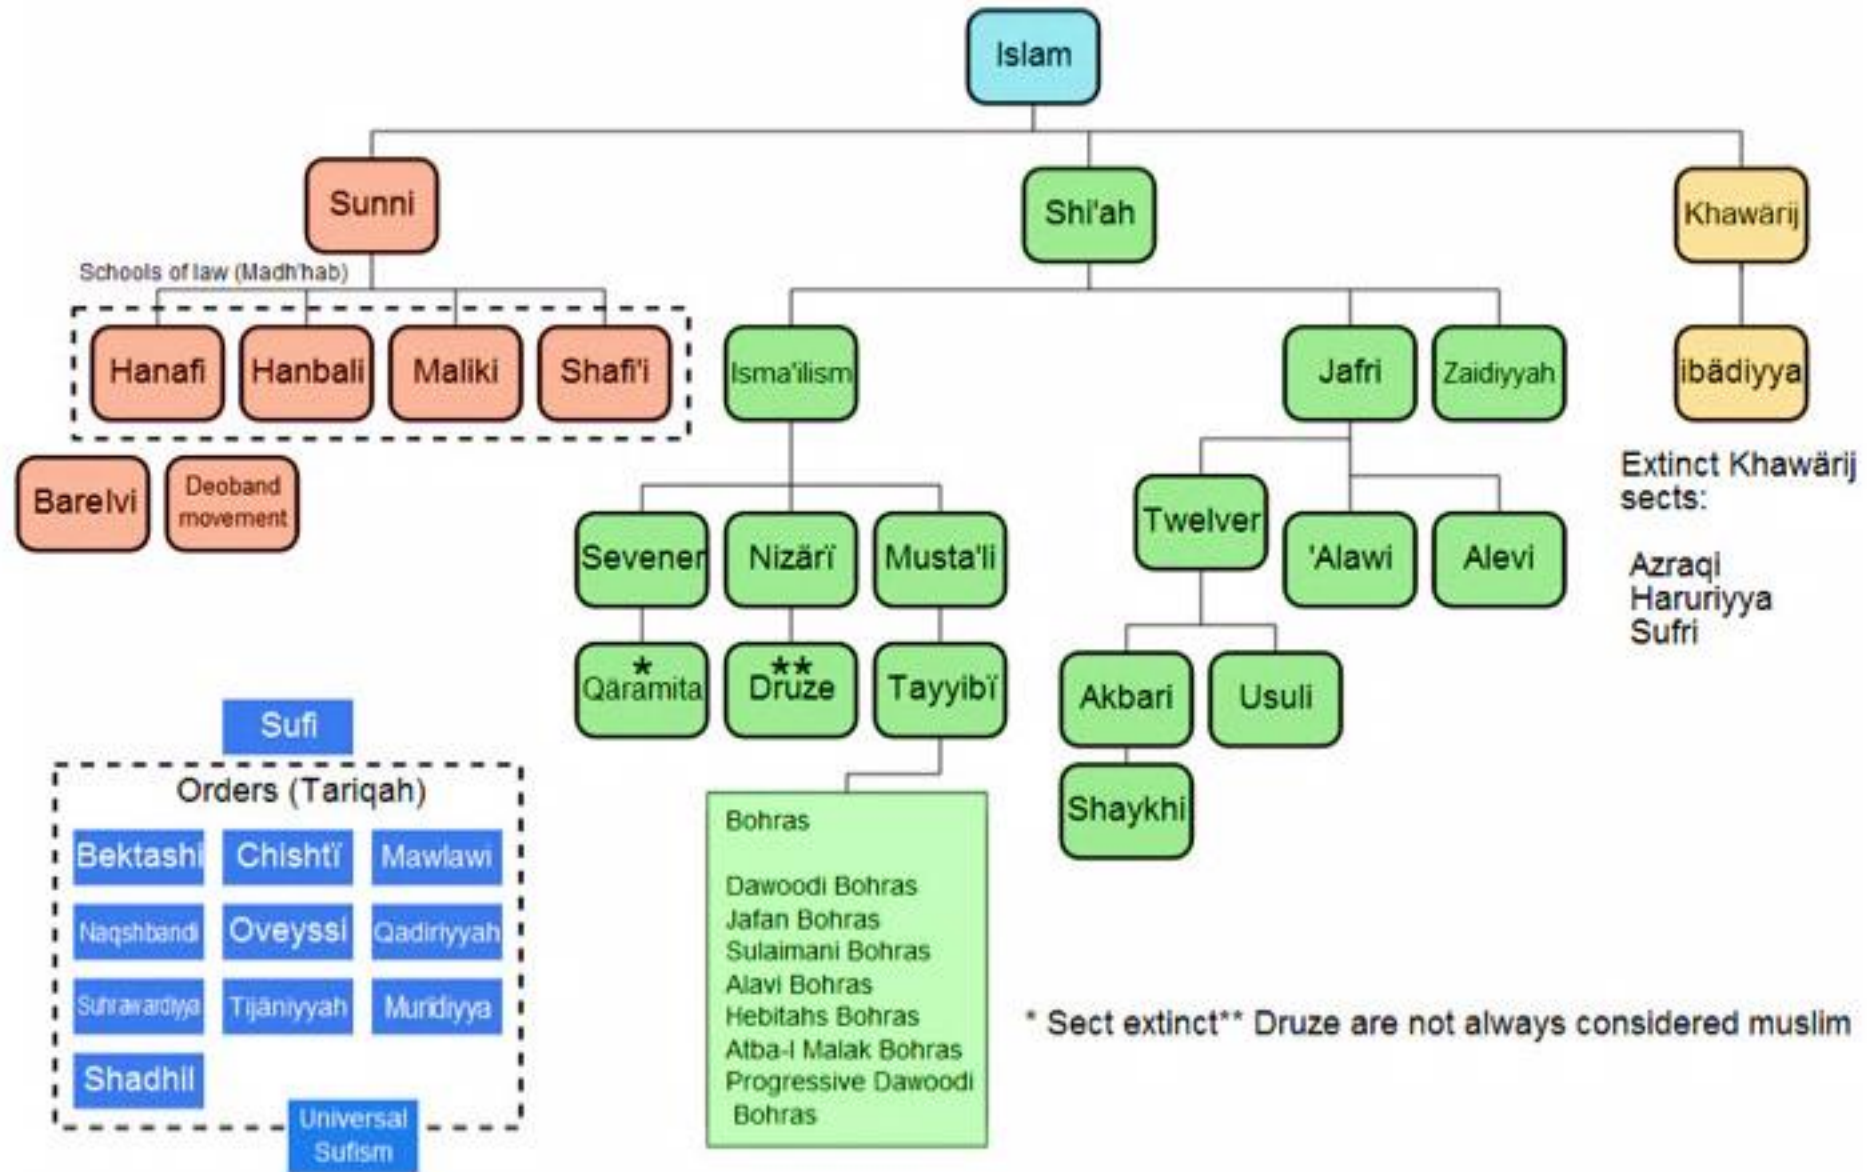 Islam
Sunni
Shi'ah
Khawärij
Schools of law (Madh'hab)
Hanafi
Hanbali
Maliki
Shafi'i
Isma'ilism
Jafri
Zaidiyyah
ibädiyya
Barelvi
Deoband
movement
Extinct Khawärij
sects:
Azraqi
Haruriyya
Sufri
Sevener
Nizärï
Musta'li
Twelver
'Alawi
Alevi
*
Qäramita
**
Druze
Tayyibï
Akbari
Usuli
Shaykhi
Sufi
Orders (Tariqah)
Bektashi
Chishtï
Mawlawi
Naqshbandi
Oveyssi
Qadiriyyah
Suhrawardiyya
Tijäniyyah
Muridiyya
Shadhil
Universal
Sufism
Bohras
Dawoodi Bohras
Jafan Bohras
Sulaimani Bohras
Alavi Bohras
Hebitahs Bohras
Atba-I Malak Bohras
Progressive Dawoodi
Bohras
* Sect extinct** Druze are not always considered muslim